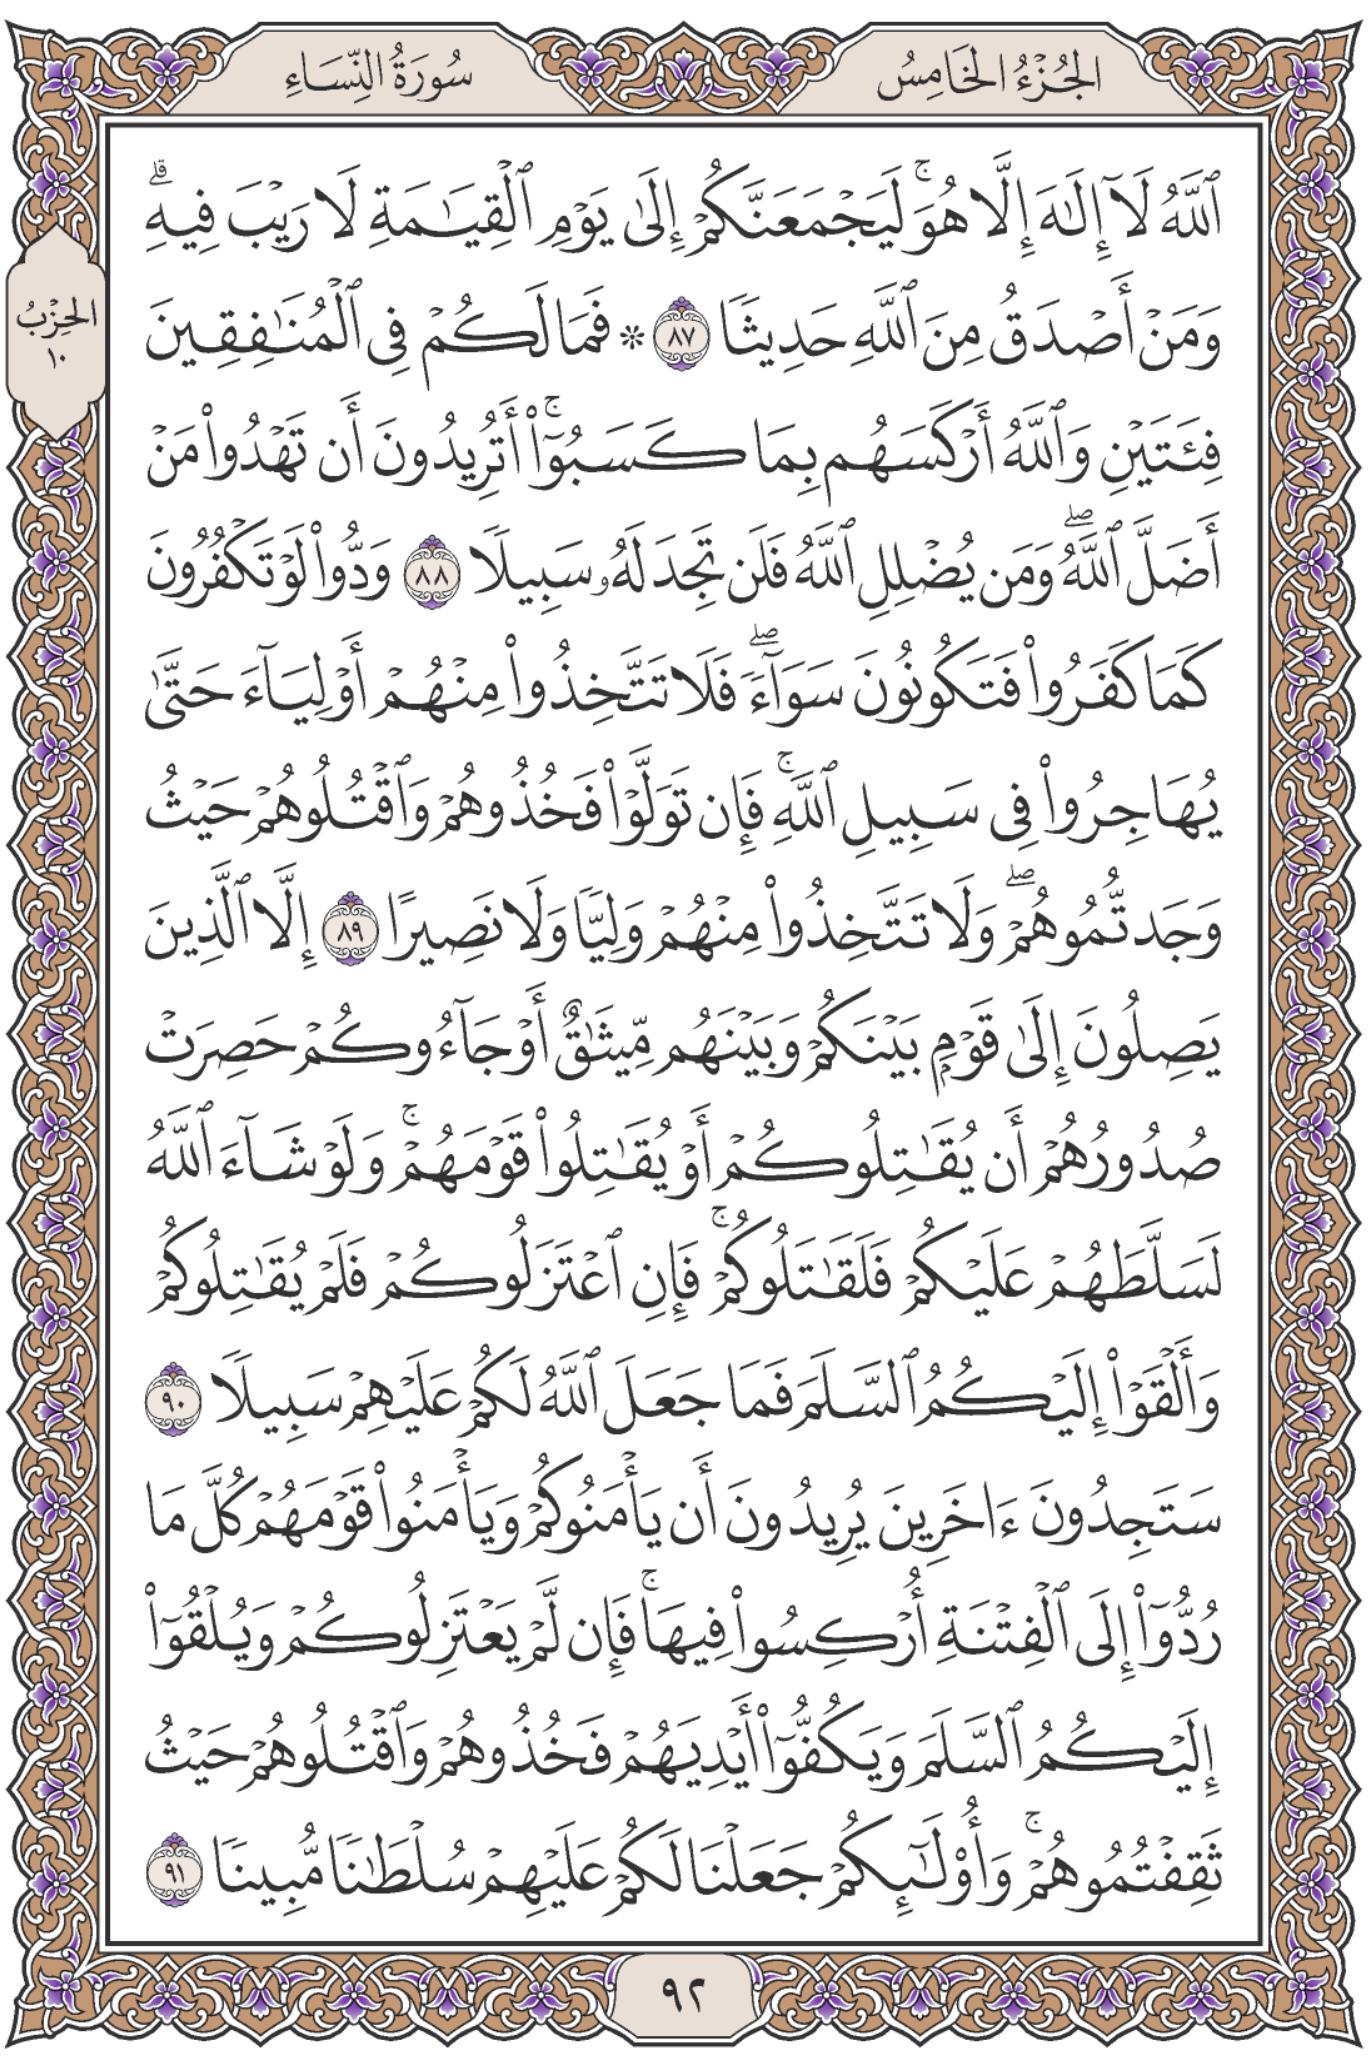 الجُزْءُ الخَامِسُ
سُورَةُ النِّسَاءِ
الحِزْبُ
١٠
ٱللَّهُ لَآ إِلَٰهَ إِلَّا هُوَۚ لَيَجْمَعَنَّكُمْ إِلَىٰ يَوْمِ ٱلْقِيَٰمَةِ لَا رَيْبَ فِيهِۗ
وَمَنْ أَصْدَقُ مِنَ ٱللَّهِ حَدِيثًا ٨٧ * فَمَا لَكُمْ فِي ٱلْمُنَٰفِقِينَ
فِئَتَيْنِ وَٱللَّهُ أَرْكَسَهُم بِمَا كَسَبُوٓا۟ۚ أَتُرِيدُونَ أَن تَهْدُوا۟ مَنْ
أَضَلَّ ٱللَّهُۖ وَمَن يُضْلِلِ ٱللَّهُ فَلَن تَجِدَ لَهُۥ سَبِيلًا ٨٨ وَدُّوا۟ لَوْ تَكْفُرُونَ
كَمَا كَفَرُوا۟ فَتَكُونُونَ سَوَآءًۖ فَلَا تَتَّخِذُوا۟ مِنْهُمْ أَوْلِيَآءَ حَتَّىٰ
يُهَاجِرُوا۟ فِي سَبِيلِ ٱللَّهِۚ فَإِن تَوَلَّوْا۟ فَخُذُوهُمْ وَٱقْتُلُوهُمْ حَيْثُ
وَجَدتُّمُوهُمْۖ وَلَا تَتَّخِذُوا۟ مِنْهُمْ وَلِيًّا وَلَا نَصِيرًا ٨٩ إِلَّا ٱلَّذِينَ
يَصِلُونَ إِلَىٰ قَوْمٍۭ بَيْنَكُمْ وَبَيْنَهُم مِّيثَٰقٌ أَوْ جَآءُوكُمْ حَصِرَتْ
صُدُورُهُمْ أَن يُقَٰتِلُوكُمْ أَوْ يُقَٰتِلُوا۟ قَوْمَهُمْۚ وَلَوْ شَآءَ ٱللَّهُ
لَسَلَّطَهُمْ عَلَيْكُمْ فَلَقَٰتَلُوكُمْۚ فَإِنِ ٱعْتَزَلُوكُمْ فَلَمْ يُقَٰتِلُوكُمْ
وَأَلْقَوْا۟ إِلَيْكُمُ ٱلسَّلَمَ فَمَا جَعَلَ ٱللَّهُ لَكُمْ عَلَيْهِمْ سَبِيلًا ٩٠
سَتَجِدُونَ ءَاخَرِينَ يُرِيدُونَ أَن يَأْمَنُوكُمْ وَيَأْمَنُوا۟ قَوْمَهُمْ كُلَّ مَا
رُدُّوٓا۟ إِلَى ٱلْفِتْنَةِ أُرْكِسُوا۟ فِيهَاۚ فَإِن لَّمْ يَعْتَزِلُوكُمْ وَيُلْقُوٓا۟
إِلَيْكُمُ ٱلسَّلَمَ وَيَكُفُّوٓا۟ أَيْدِيَهُمْ فَخُذُوهُمْ وَٱقْتُلُوهُمْ حَيْثُ
ثَقِفْتُمُوهُمْۚ وَأُو۟لَٰٓئِكُمْ جَعَلْنَا لَكُمْ عَلَيْهِمْ سُلْطَٰنًا مُّبِينًا ٩١
٩٢